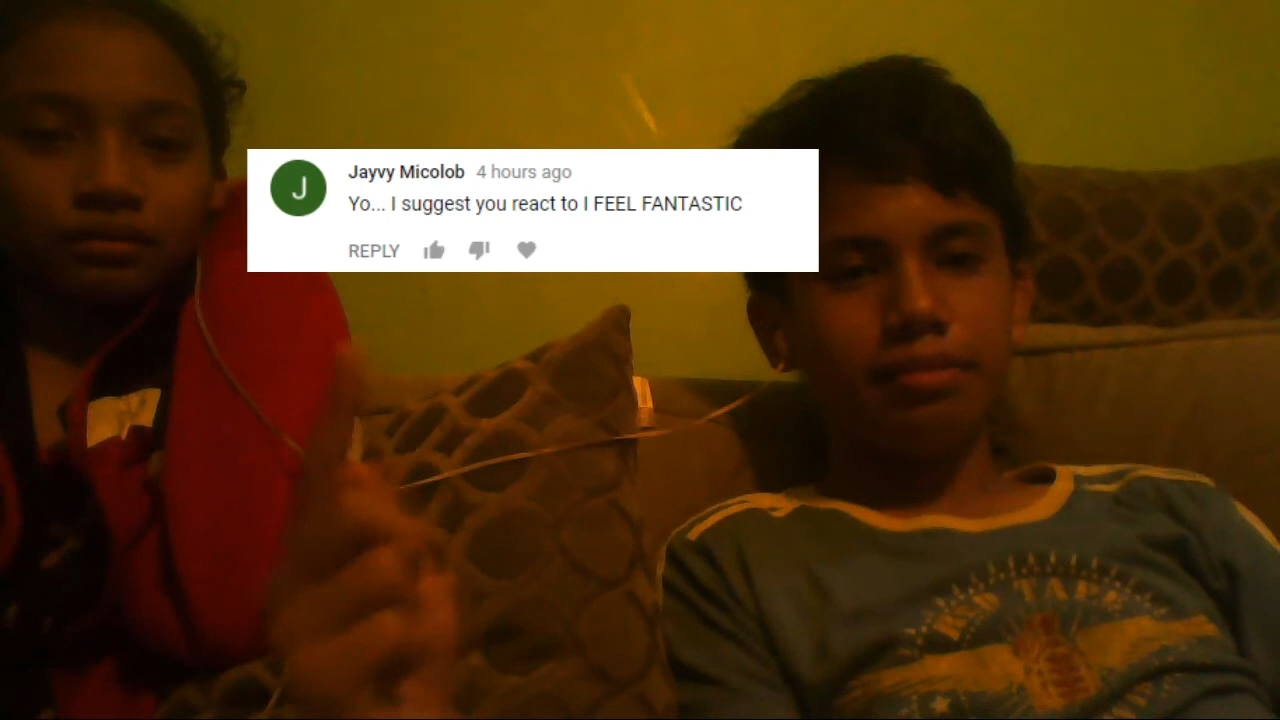 Jayvy Micolob 4 hours ago
Yo... I suggest you react to I FEEL FANTASTIC
REPLY
J